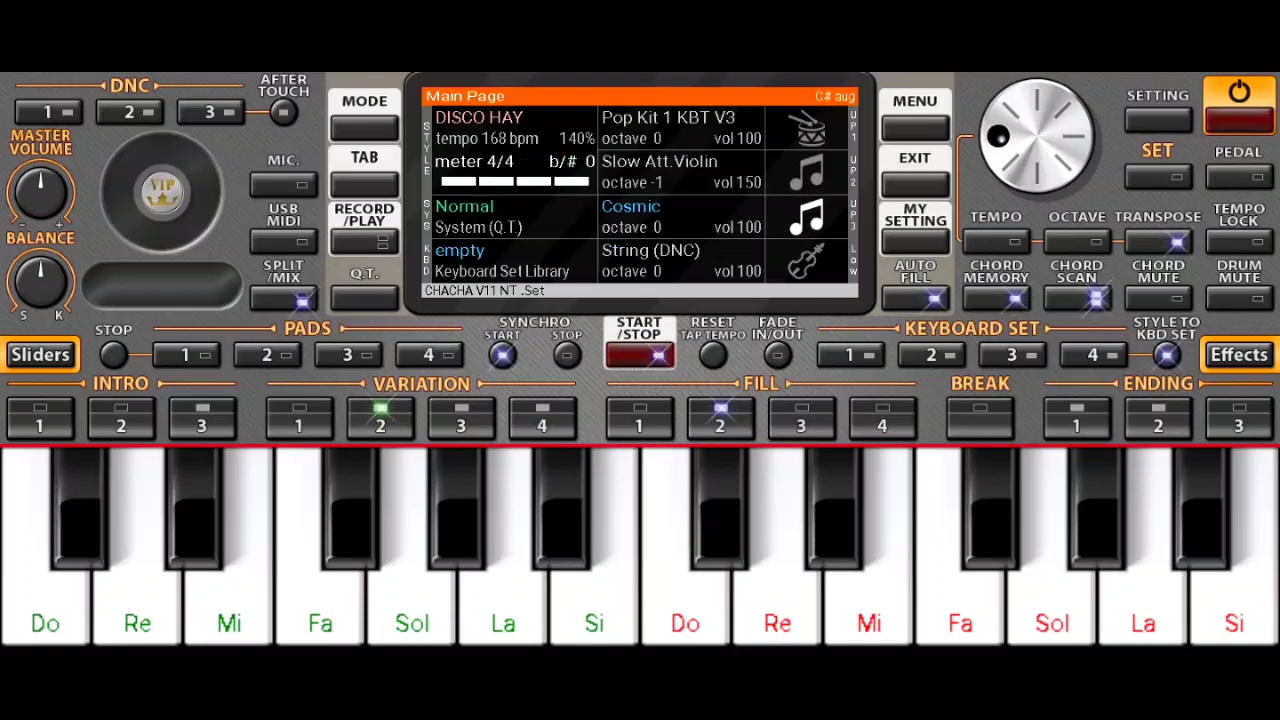 DNC
1 2 3
AFTER TOUCH
MASTER VOLUME
- +
BALANCE
S K
VIP
MIC.
USB MIDI
SPLIT /MIX
MODE
TAB
RECORD /PLAY
Q.T.
Main Page C# aug
STYLE
DISCO HAY
tempo 168 bpm 140%
meter 4/4 b/# 0
SYS
Normal
System (Q.T.)
KBD
empty
Keyboard Set Library
Pop Kit 1 KBT V3
octave 0 vol 100
UP1
Slow Att.Violin
octave -1 vol 150
UP2
Cosmic
octave 0 vol 100
UP3
String (DNC)
octave 0 vol 100
Low
CHACHA V11 NT .Set
MENU
EXIT
MY SETTING
AUTO FILL
SETTING
SET
PEDAL
TEMPO OCTAVE TRANSPOSE TEMPO LOCK
CHORD MEMORY CHORD SCAN CHORD MUTE DRUM MUTE
Sliders
STOP
PADS
1 2 3 4
SYNCHRO
START STOP
START /STOP
RESET TAP TEMPO
FADE IN/OUT
KEYBOARD SET
1 2 3 4
STYLE TO KBD SET
Effects
INTRO VARIATION FILL BREAK ENDING
1 2 3 1 2 3 4 1 2 3 4 1 2 3
Do Re Mi Fa Sol La Si Do Re Mi Fa Sol La Si